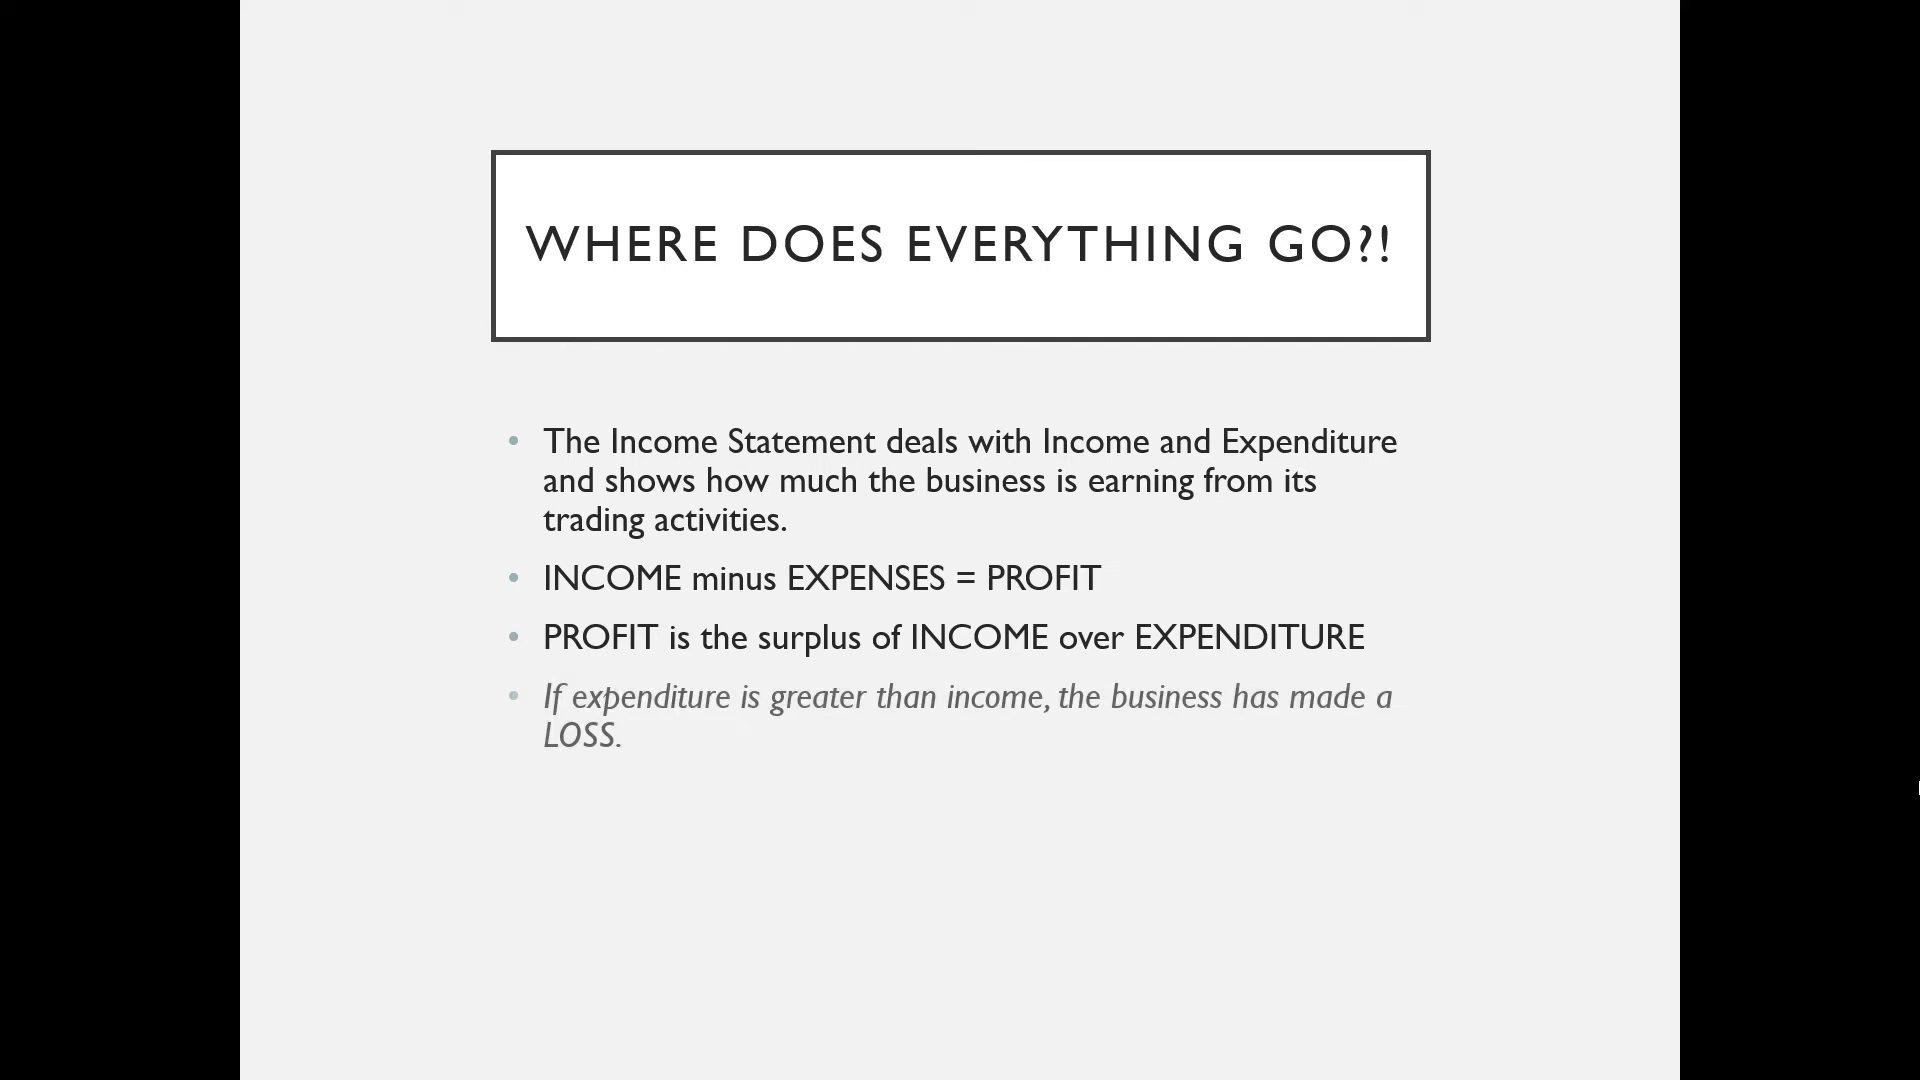 WHERE DOES EVERYTHING GO?!
• The Income Statement deals with Income and Expenditure
and shows how much the business is earning from its
trading activities.
• INCOME minus EXPENSES = PROFIT
• PROFIT is the surplus of INCOME over EXPENDITURE
• If expenditure is greater than income, the business has made a
LOSS.